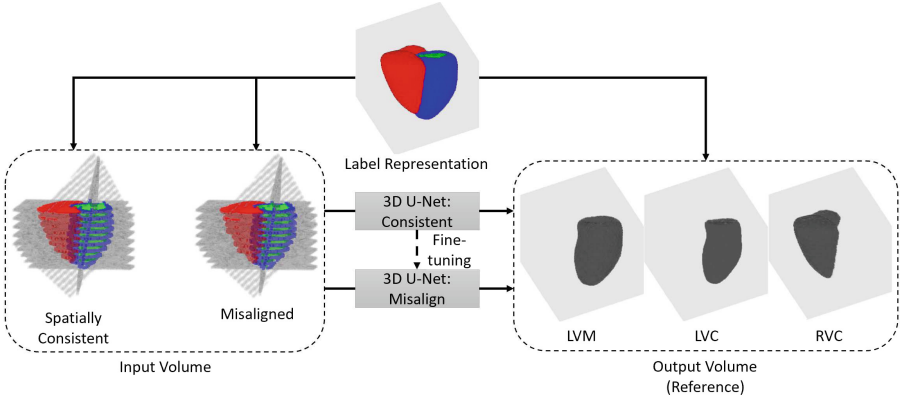 Label Representation
3D U-Net:
Consistent
Fine-
tuning
3D U-Net:
Misalign
Spatially
Consistent
Misaligned
Input Volume
LVM
LVC
RVC
Output Volume
(Reference)